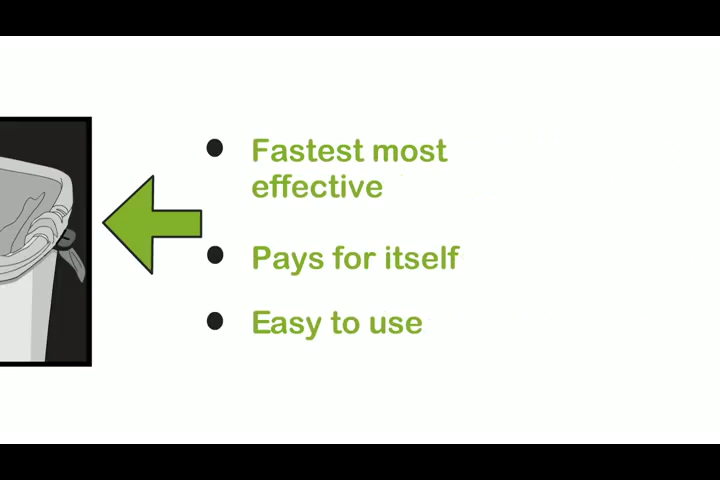 Fastest most
effective
Pays for itself
Easy to use